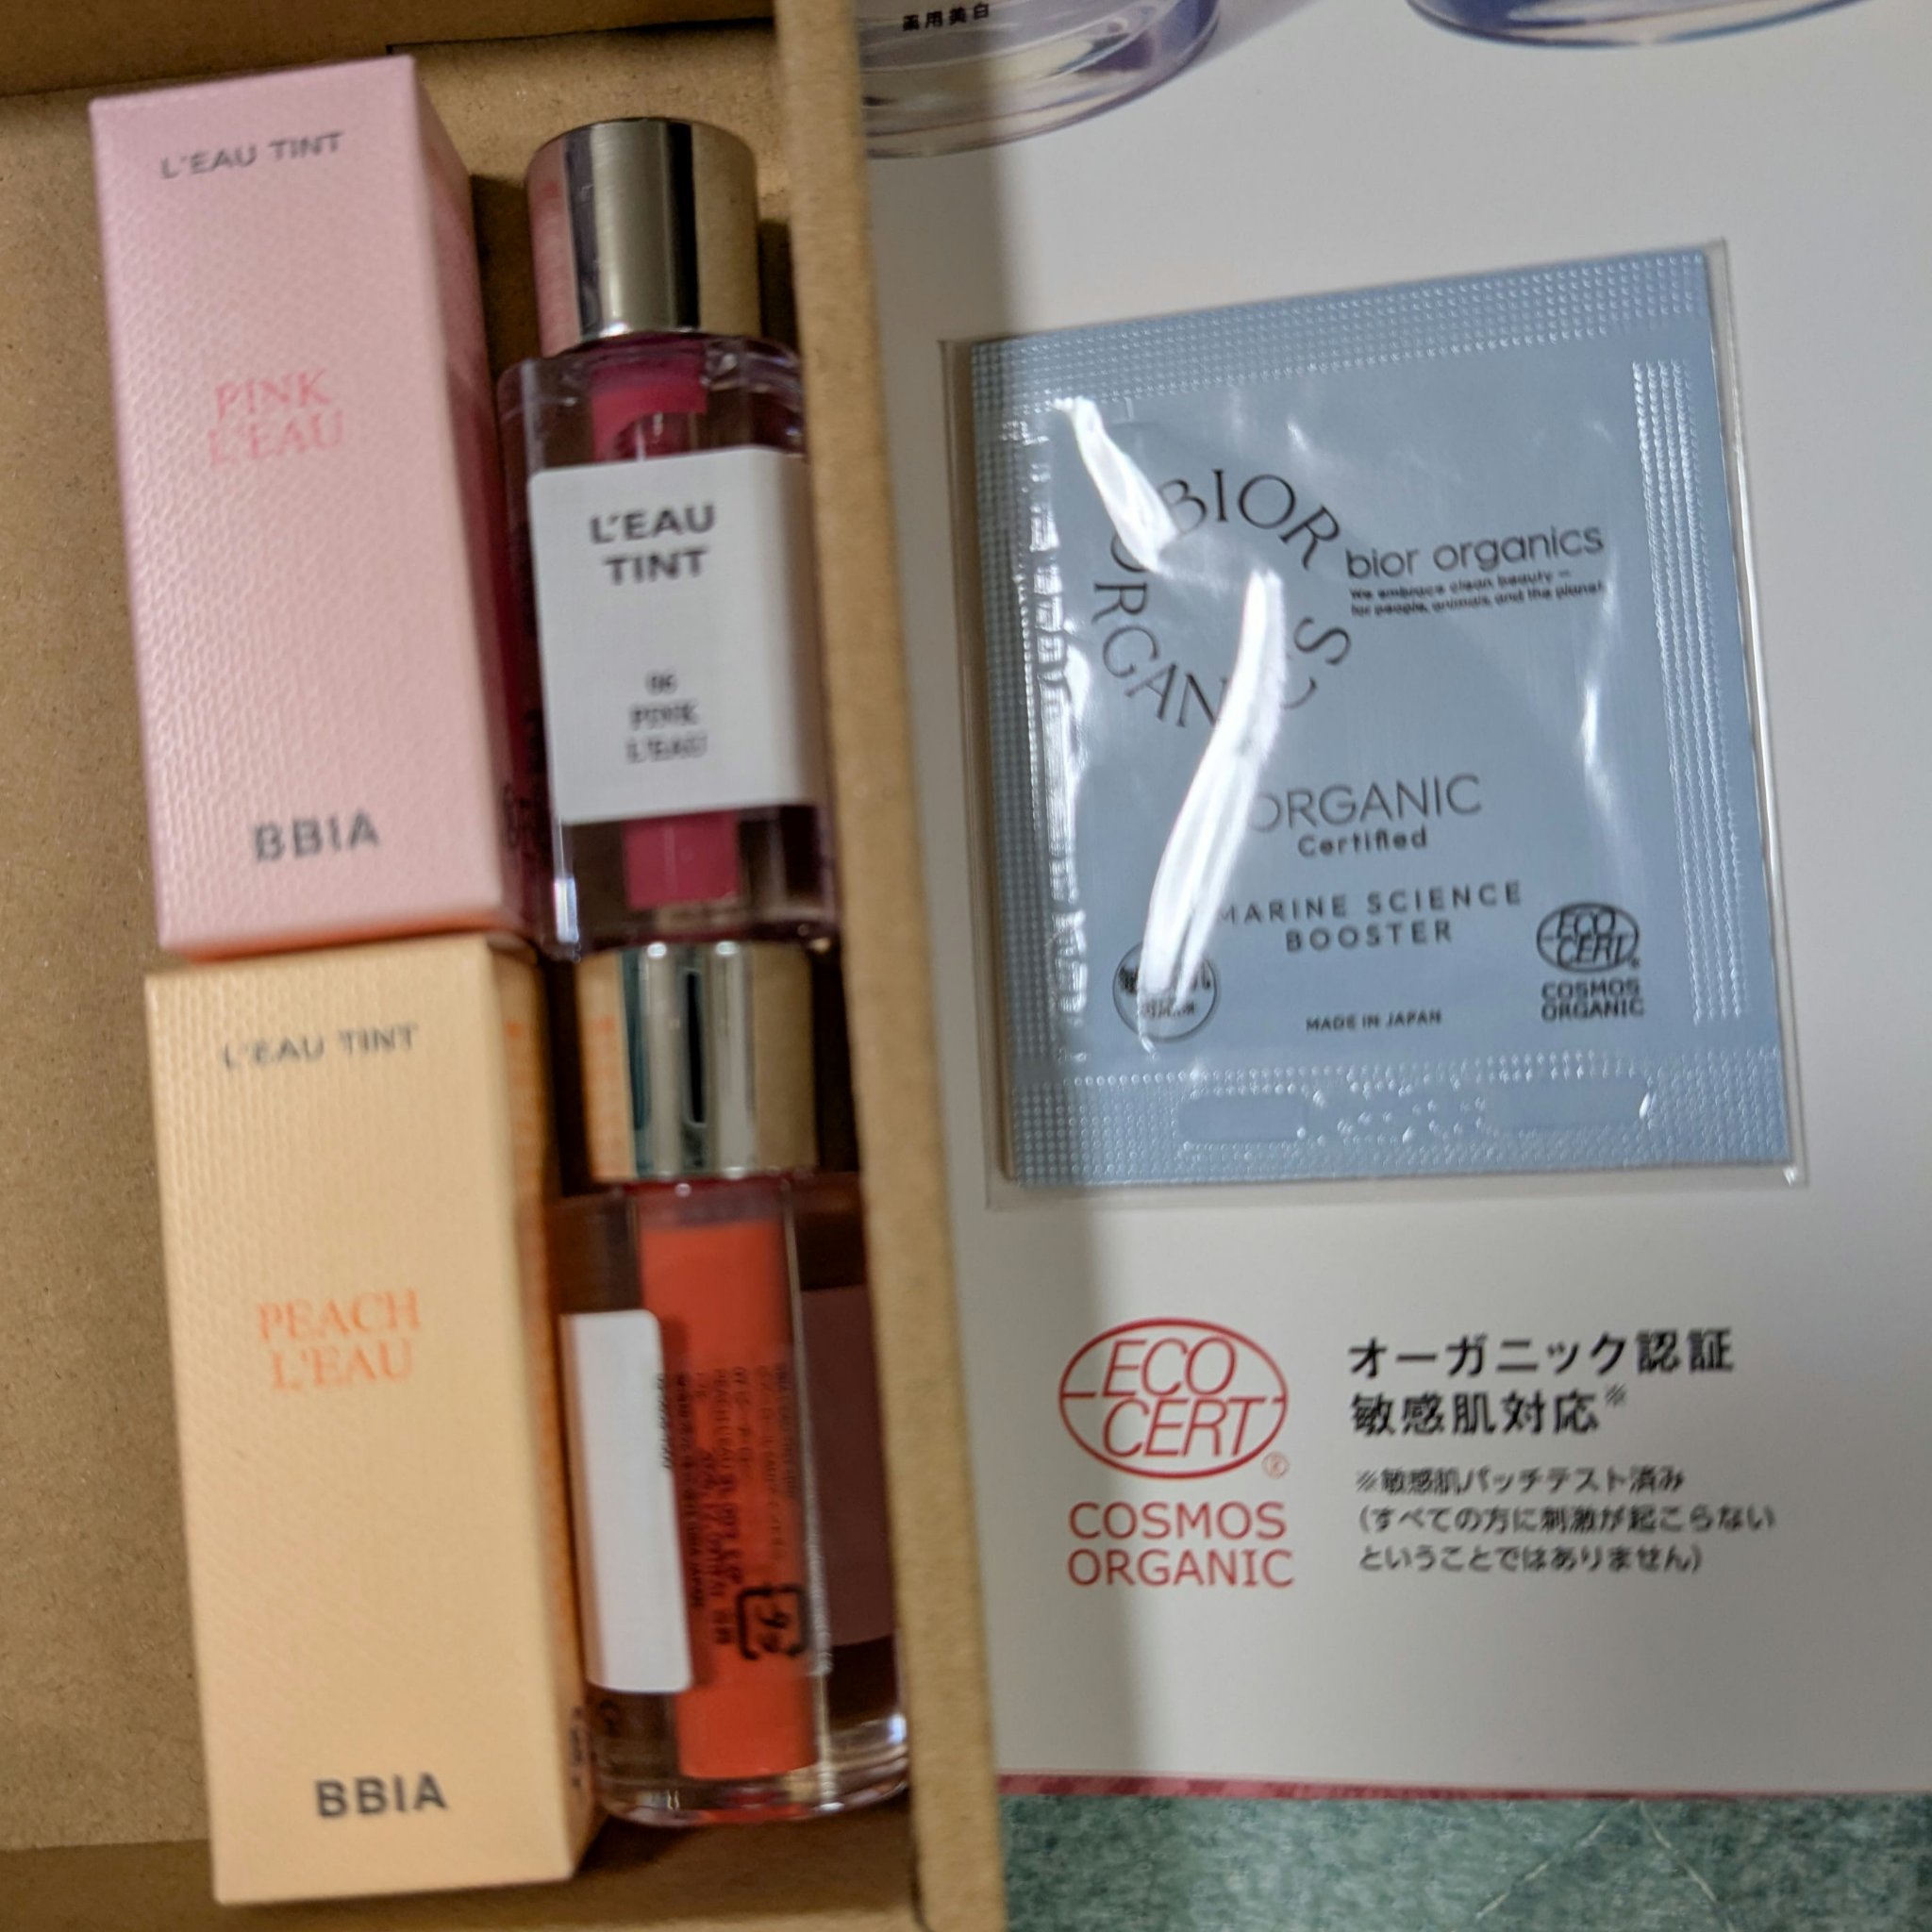 L'EAU TINT
PINK
L'EAU
BBIA
L'EAU
TINT
06
PINK
L'EAU
L'EAU TINT
PEACH
L'EAU
BBIA
薬用美白
BIOR
ORGANICS
bior organics
We embrace clean beauty —
for people, animals, and the planet
ORGANIC
Certified
MARINE SCIENCE
BOOSTER
MADE IN JAPAN
ECO
CERT
COSMOS
ORGANIC
ECO
CERT®
COSMOS
ORGANIC
オーガニック認証
敏感肌対応※
※敏感肌パッチテスト済み
(すべての方に刺激が起こらない
ということではありません)